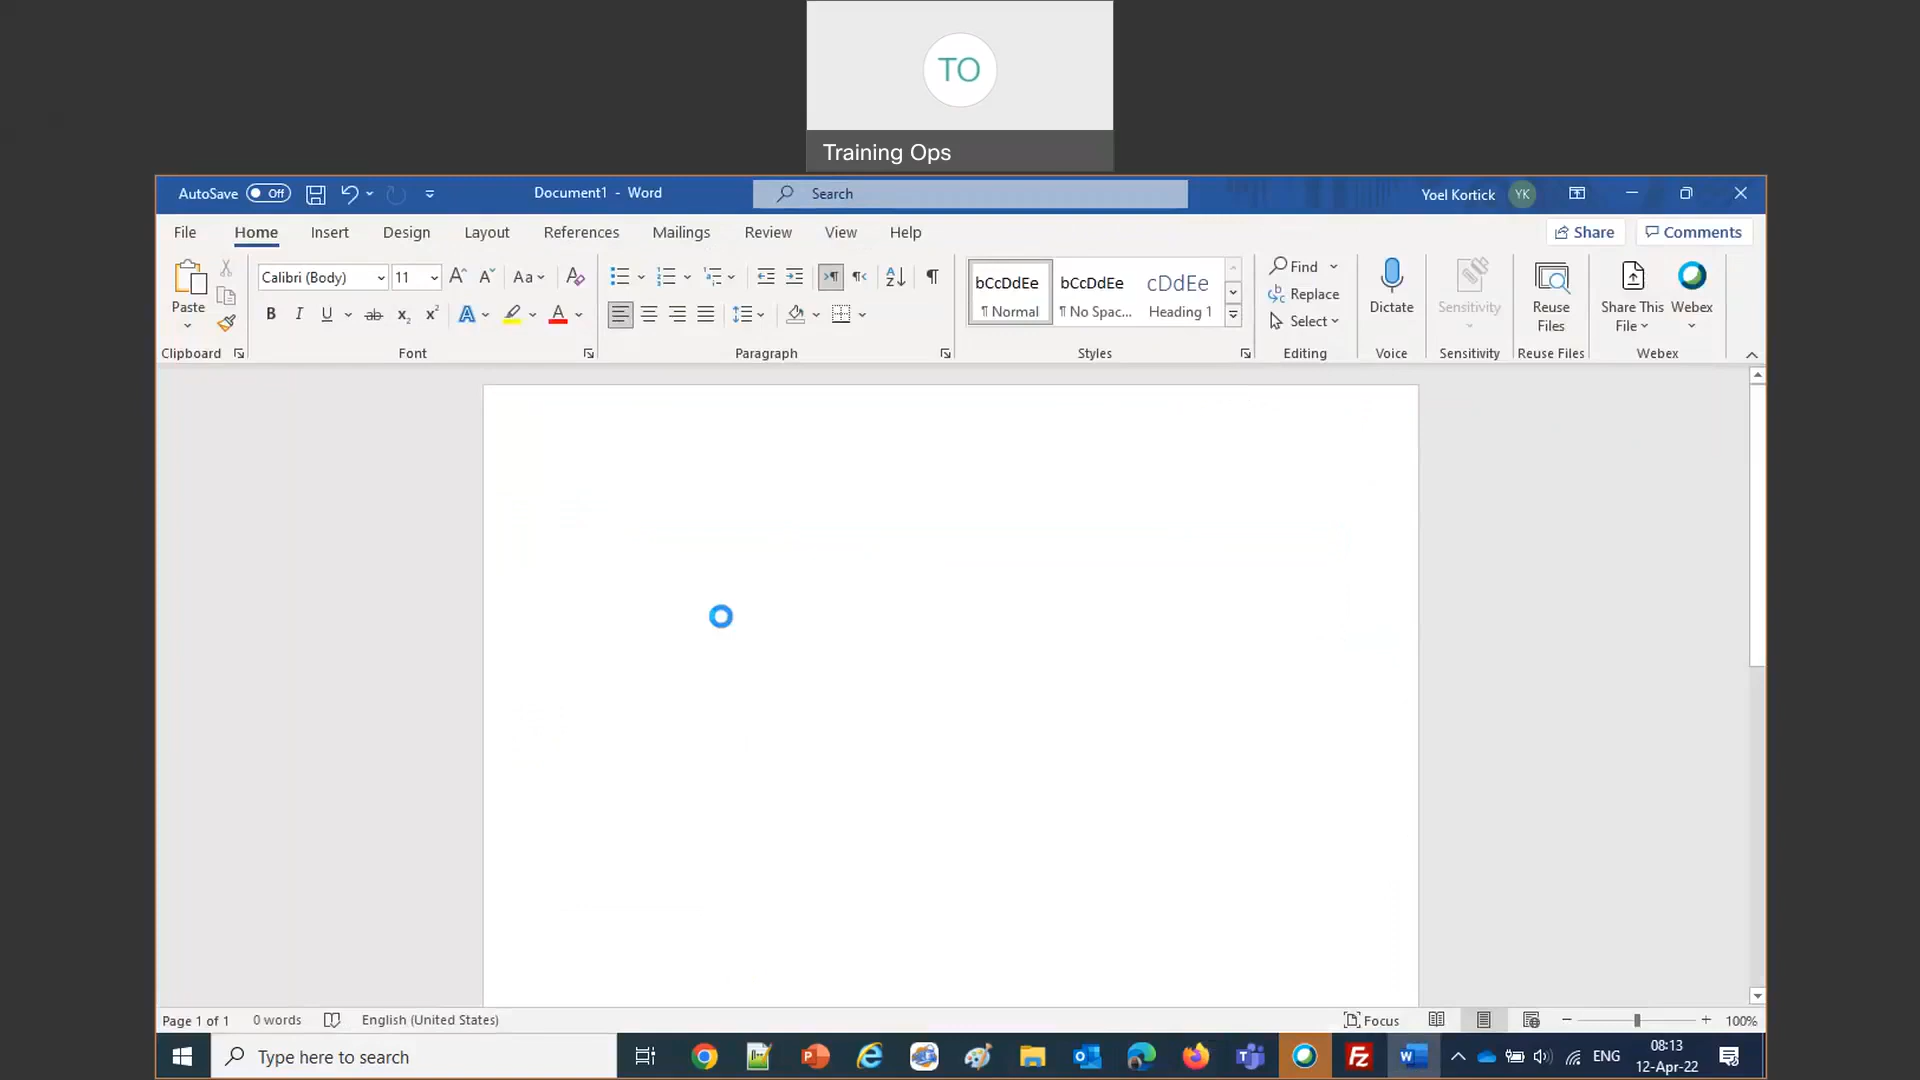 TO
Training Ops
AutoSave Off Document1 - Word Search Yoel Kortick YK
File Home Insert Design Layout References Mailings Review View Help Share Comments
Paste Calibri (Body) 11 Aa bCcDdEe bCcDdEe cDdEe Find Dictate Sensitivity Reuse Files Share This File Webex
B I U ab x₂ x² A A ¶ Normal ¶ No Spac... Heading 1 Replace
Select
Clipboard Font Paragraph Styles Editing Voice Sensitivity Reuse Files Webex
Page 1 of 1 0 words English (United States) Focus 100%
Type here to search ENG 08:13
12-Apr-22